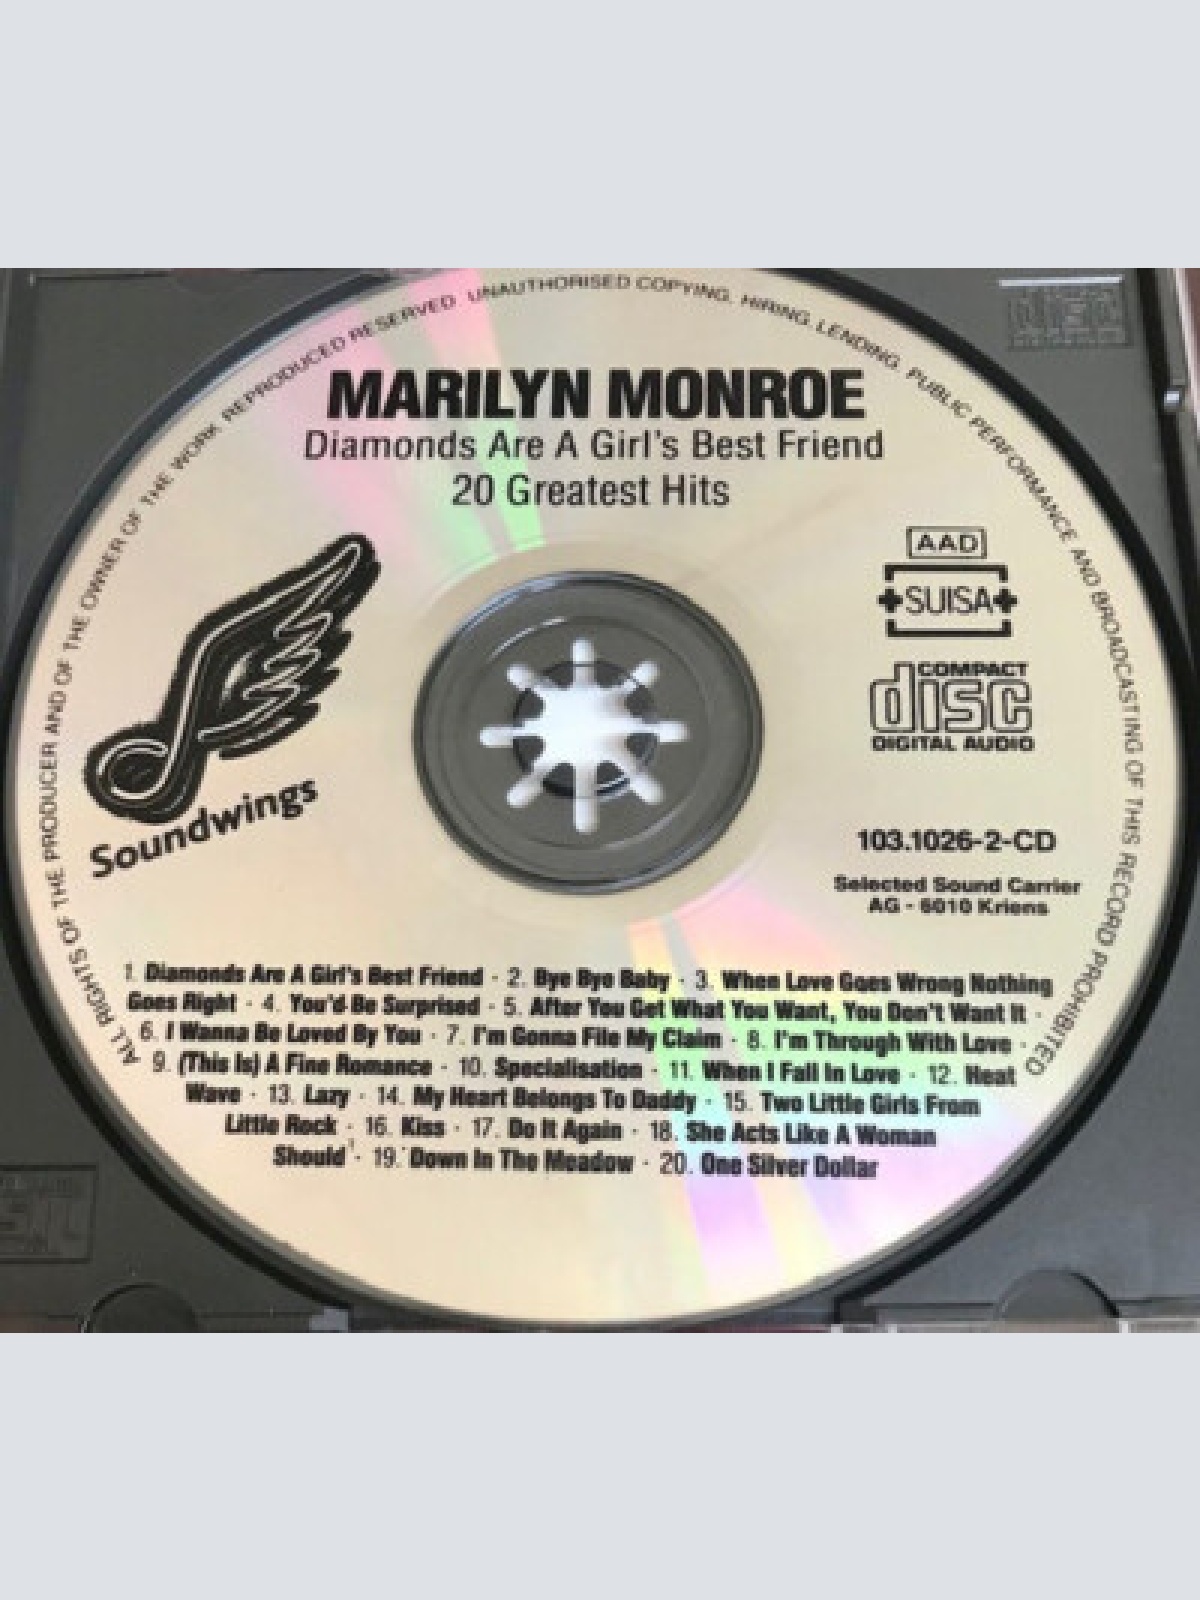 ALL RIGHTS OF THE PRODUCER AND OF THE OWNER OF THE WORK REPRODUCED RESERVED UNAUTHORISED COPYING, HIRING, LENDING, PUBLIC PERFORMANCE AND BROADCASTING OF THIS RECORD PROHIBITED
MARILYN MONROE
Diamonds Are A Girl's Best Friend
20 Greatest Hits
AAD
SUISA
COMPACT
disc
DIGITAL AUDIO
Soundwings
103.1026-2-CD
Selected Sound Carrier
AG - 6010 Kriens
1. Diamonds Are A Girl's Best Friend · 2. Bye Bye Baby · 3. When Love Goes Wrong Nothing
Goes Right · 4. You'd Be Surprised · 5. After You Get What You Want, You Don't Want It ·
6. I Wanna Be Loved By You · 7. I'm Gonna File My Claim · 8. I'm Through With Love ·
9. (This Is) A Fine Romance · 10. Specialisation · 11. When I Fall In Love · 12. Heat
Wave · 13. Lazy · 14. My Heart Belongs To Daddy · 15. Two Little Girls From
Little Rock · 16. Kiss · 17. Do It Again · 18. She Acts Like A Woman
Should · 19. Down In The Meadow · 20. One Silver Dollar